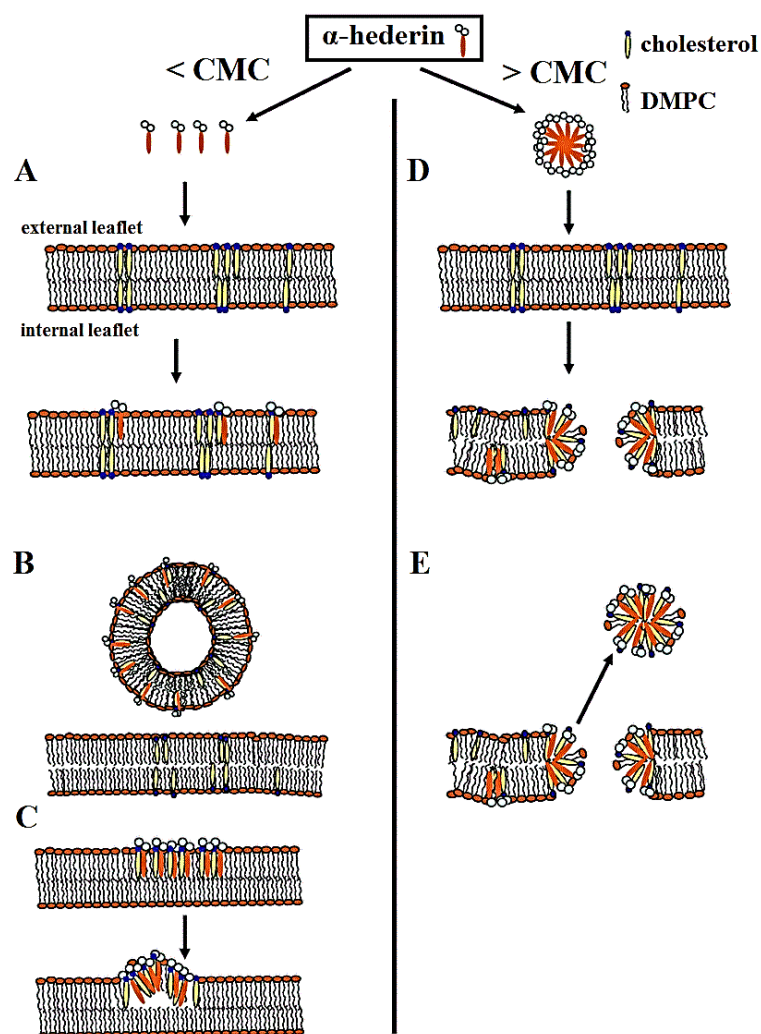 α-hederin
< CMC
> CMC
cholesterol
DMPC
A
external leaflet
internal leaflet
B
C
D
E